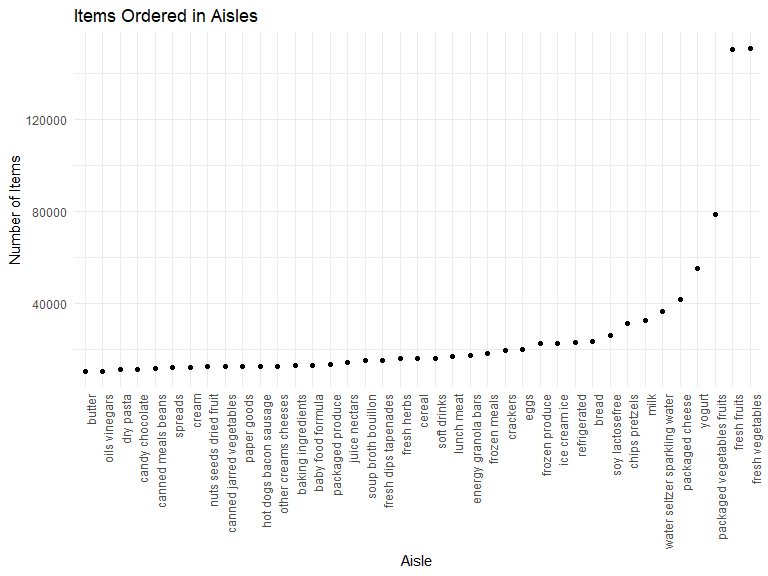 Items Ordered in Aisles
Number of Items
120000
80000
40000
butter
oils vinegars
dry pasta
candy chocolate
canned meals beans
spreads
cream
nuts seeds dried fruit
canned jarred vegetables
paper goods
hot dogs bacon sausage
other creams cheeses
baking ingredients
baby food formula
packaged produce
juice nectars
soup broth bouillon
fresh dips tapenades
fresh herbs
cereal
soft drinks
lunch meat
energy granola bars
frozen meals
crackers
eggs
frozen produce
ice cream ice
refrigerated
bread
soy lactosefree
chips pretzels
milk
water seltzer sparkling water
packaged cheese
yogurt
packaged vegetables fruits
fresh fruits
fresh vegetables
Aisle